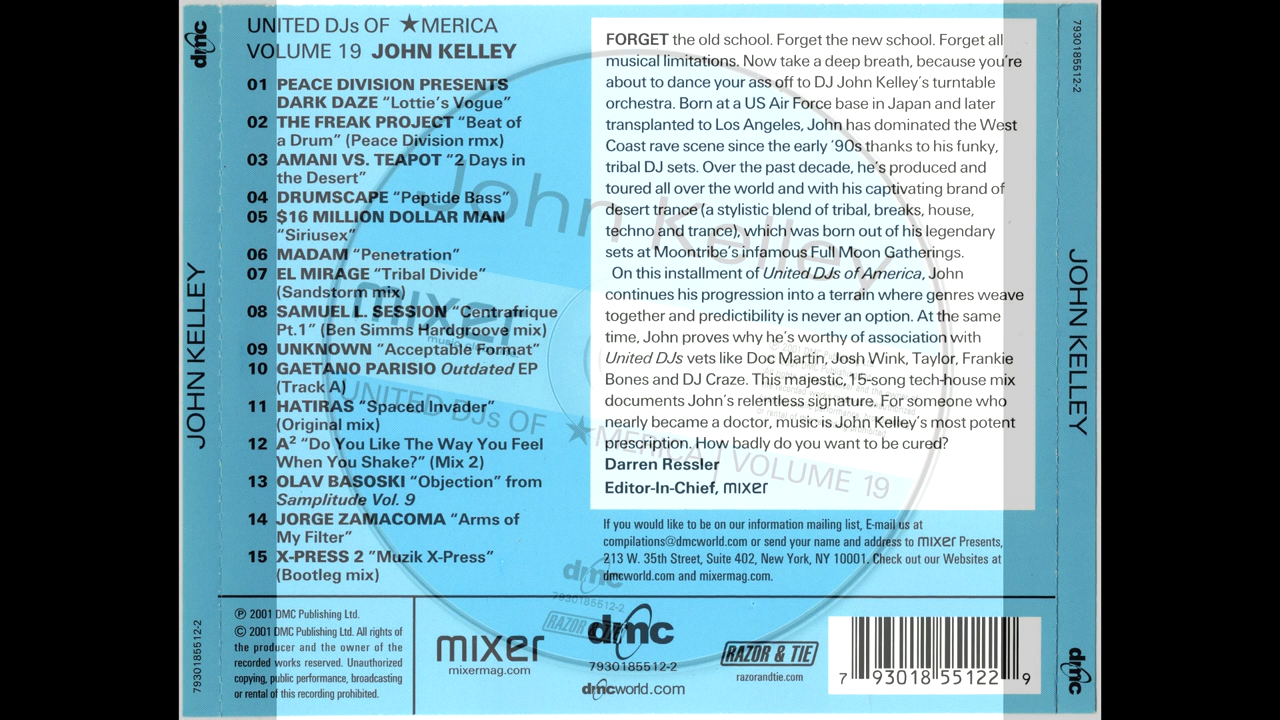 UNITED DJs OF ★MERICA
VOLUME 19 JOHN KELLEY
01 PEACE DIVISION PRESENTS
DARK DAZE “Lottie's Vogue”
02 THE FREAK PROJECT “Beat of
a Drum” (Peace Division rmx)
03 AMANI VS. TEAPOT “2 Days in
the Desert”
04 DRUMSCAPE “Peptide Bass”
05 $16 MILLION DOLLAR MAN
“Siriusex”
06 MADAM “Penetration”
07 EL MIRAGE “Tribal Divide”
(Sandstorm mix)
08 SAMUEL L. SESSION “Centrafrique
Pt.1” (Ben Simms Hardgroove mix)
09 UNKNOWN “Acceptable Format”
10 GAETANO PARISIO Outdated EP
(Track A)
11 HATIRAS “Spaced Invader”
(Original mix)
12 A² “Do You Like The Way You Feel
When You Shake?” (Mix 2)
13 OLAV BASOSKI “Objection” from
Samplitude Vol. 9
14 JORGE ZAMACOMA “Arms of
My Filter”
15 X-PRESS 2 ”Muzik X-Press”
(Bootleg mix)
FORGET the old school. Forget the new school. Forget all
musical limitations. Now take a deep breath, because you're
about to dance your ass off to DJ John Kelley's turntable
orchestra. Born at a US Air Force base in Japan and later
transplanted to Los Angeles, John has dominated the West
Coast rave scene since the early '90s thanks to his funky,
tribal DJ sets. Over the past decade, he's produced and
toured all over the world and with his captivating brand of
desert trance (a stylistic blend of tribal, breaks, house,
techno and trance), which was born out of his legendary
sets at Moontribe's infamous Full Moon Gatherings.
On this installment of United DJs of America, John
continues his progression into a terrain where genres weave
together and predictibility is never an option. At the same
time, John proves why he's worthy of association with
United DJs vets like Doc Martin, Josh Wink, Taylor, Frankie
Bones and DJ Craze. This majestic, 15-song tech-house mix
documents John's relentless signature. For someone who
nearly became a doctor, music is John Kelley's most potent
prescription. How badly do you want to be cured?
Darren Ressler
Editor-In-Chief, mixer
If you would like to be on our information mailing list, E-mail us at
compilations@dmcworld.com or send your name and address to mixer Presents,
213 W. 35th Street, Suite 402, New York, NY 10001. Check out our Websites at
dmcworld.com and mixermag.com.
℗ 2001 DMC Publishing Ltd.
© 2001 DMC Publishing Ltd. All rights of
the producer and the owner of the
recorded works reserved. Unauthorized
copying, public performance, broadcasting
or rental of this recording prohibited.
mixer
mixermag.com
dmc
7930185512-2
dmcworld.com
RAZOR & TIE
razorandtie.com
7 93018 55122 9
dmc
JOHN KELLEY
7930185512-2
7930185512-2
JOHN KELLEY
dmc
John Kelley
mixer
UNITED DJs OF ★MERICA | VOLUME 19
dmc
7930185512-2
RAZOR